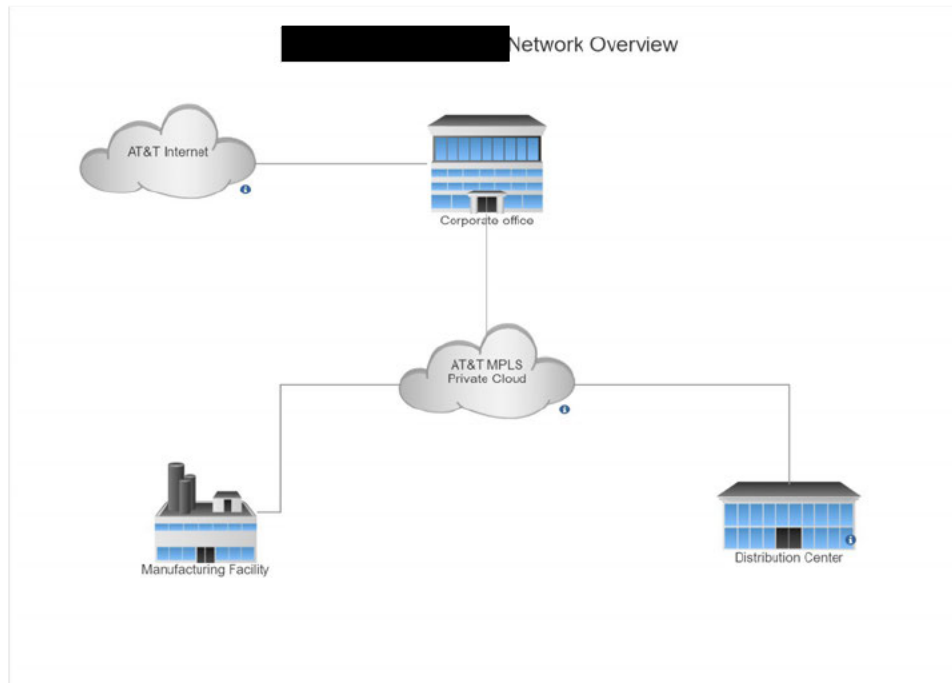 Network Overview
AT&T Internet
Corporate office
AT&T MPLS
Private Cloud
Manufacturing Facility
Distribution Center